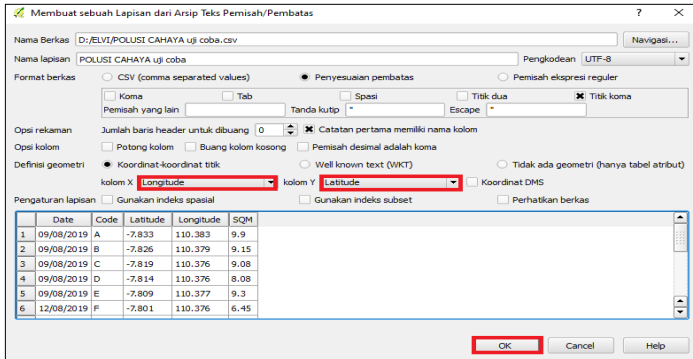 Membuat sebuah Lapisan dari Arsip Teks Pemisah/Pembatas ? ×
Nama Berkas D:/ELVI/POLUSI CAHAYA uji coba.csv Navigasi...
Nama lapisan POLUSI CAHAYA uji coba Pengkodean UTF-8
Format berkas CSV (comma separated values) Penyesuaian pembatas Pemisah ekspresi reguler
Koma Tab Spasi Titik dua Titik koma
Pemisah yang lain Tanda kutip " Escape "
Opsi rekaman Jumlah baris header untuk dibuang 0 Catatan pertama memiliki nama kolom
Opsi kolom Potong kolom Buang kolom kosong Pemisah desimal adalah koma
Definisi geometri Koordinat-koordinat titik Well known text (WKT) Tidak ada geometri (hanya tabel atribut)
kolom X Longitude kolom Y Latitude Koordinat DMS
Pengaturan lapisan Gunakan indeks spasial Gunakan indeks subset Perhatikan berkas
Date Code Latitude Longitude SQM
1 09/08/2019 A -7.833 110.383 9.9
2 09/08/2019 B -7.826 110.379 9.15
3 09/08/2019 C -7.819 110.376 9.08
4 09/08/2019 D -7.814 110.376 8.08
5 09/08/2019 E -7.809 110.377 9.3
6 12/08/2019 F -7.801 110.376 6.45
OK Cancel Help